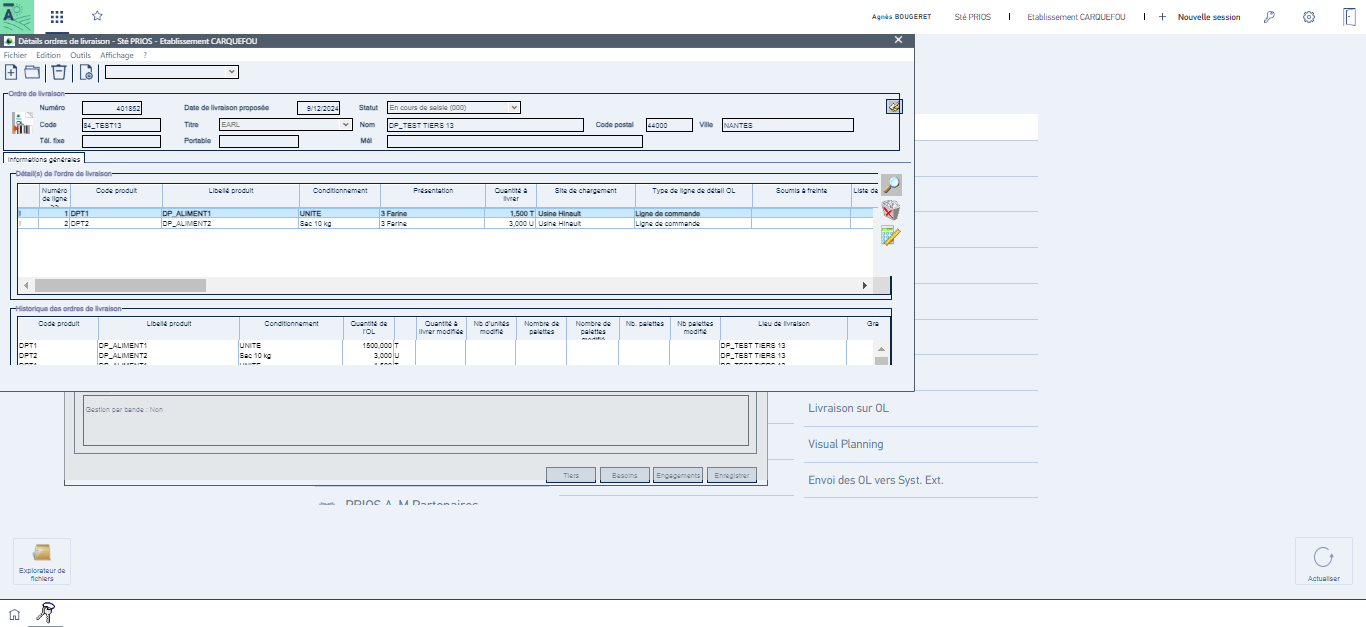 Agnès BOUGERET Sté PRIOS Etablissement CARQUEFOU + Nouvelle session
Détails ordres de livraison - Sté PRIOS - Etablissement CARQUEFOU
Fichier Edition Outils Affichage ?
Ordre de livraison
Numéro 401852 Date de livraison proposée 9/12/2024 Statut En cours de saisie (000)
Code 84_TEST13 Titre EARL Nom DP_TEST TIERS 13 Code postal 44000 Ville NANTES
Tél. fixe Portable Mél
Informations générales
Détail(s) de l'ordre de livraison
Numéro de ligne Code produit Libellé produit Conditionnement Présentation Quantité à livrer Site de chargement Type de ligne de détail OL Soumis à freinte Liste de
! 1 DPT1 DP_ALIMENT1 UNITE 3 Farine 1,500 T Usine Hinault Ligne de commande
! 2 DPT2 DP_ALIMENT2 Sac 10 kg 3 Farine 3,000 U Usine Hinault Ligne de commande
Historique des ordres de livraison
Code produit Libellé produit Conditionnement Quantité de l'OL Quantité à livrer modifiée Nb d'unités modifié Nombre de palettes Nombre de palettes modifié Nb. palettes Nb palettes modifié Lieu de livraison Gra
DPT1 DP_ALIMENT1 UNITE 1500,000 T DP_TEST TIERS 13
DPT2 DP_ALIMENT2 Sac 10 kg 3,000 U DP_TEST TIERS 13
Gestion par bande : Non
Livraison sur OL
Visual Planning
Tiers Besoins Engagements Enregistrer
Envoi des OL vers Syst. Ext.
PRIOS A-M Partenaires
Explorateur de fichiers
Actualiser